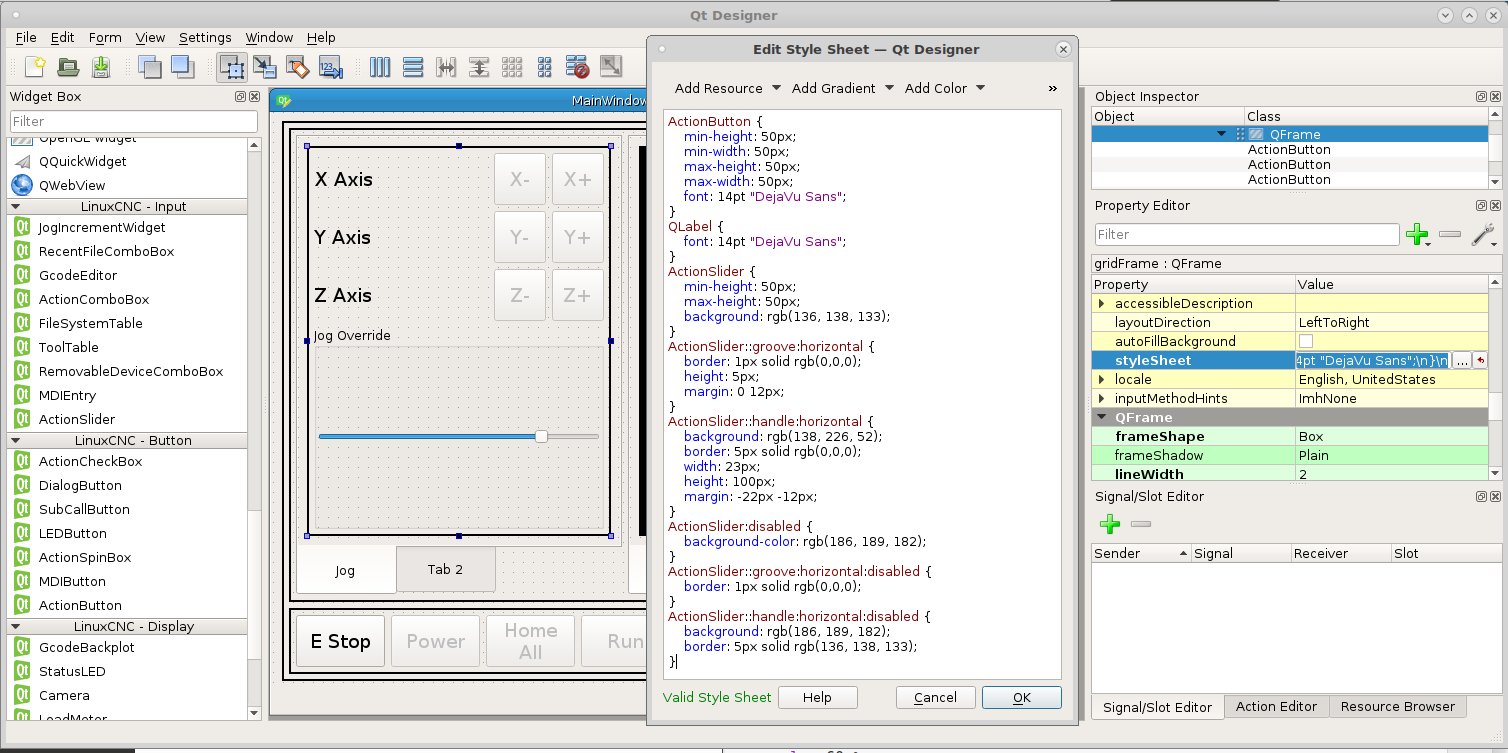 Qt Designer
File Edit Form View Settings Window Help
Widget Box
Filter
OpenGL Widget
QQuickWidget
QWebView
LinuxCNC - Input
JogIncrementWidget
RecentFileComboBox
GcodeEditor
ActionComboBox
FileSystemTable
ToolTable
RemovableDeviceComboBox
MDIEntry
ActionSlider
LinuxCNC - Button
ActionCheckBox
DialogButton
SubCallButton
LEDButton
ActionSpinBox
MDIButton
ActionButton
LinuxCNC - Display
GcodeBackplot
StatusLED
Camera
LoadMeter
MainWindow
X Axis X- X+
Y Axis Y- Y+
Z Axis Z- Z+
Jog Override
Jog Tab 2
E Stop Power Home All Run
Edit Style Sheet — Qt Designer
Add Resource Add Gradient Add Color »
ActionButton {
min-height: 50px;
min-width: 50px;
max-height: 50px;
max-width: 50px;
font: 14pt "DejaVu Sans";
}
QLabel {
font: 14pt "DejaVu Sans";
}
ActionSlider {
min-height: 50px;
max-height: 50px;
background: rgb(136, 138, 133);
}
ActionSlider::groove:horizontal {
border: 1px solid rgb(0,0,0);
height: 5px;
margin: 0 12px;
}
ActionSlider::handle:horizontal {
background: rgb(138, 226, 52);
border: 5px solid rgb(0,0,0);
width: 23px;
height: 100px;
margin: -22px -12px;
}
ActionSlider:disabled {
background-color: rgb(186, 189, 182);
}
ActionSlider::groove:horizontal:disabled {
border: 1px solid rgb(0,0,0);
}
ActionSlider::handle:horizontal:disabled {
background: rgb(186, 189, 182);
border: 5px solid rgb(136, 138, 133);
}
Valid Style Sheet Help Cancel OK
Object Inspector
Object Class
QFrame
ActionButton
ActionButton
ActionButton
Property Editor
Filter
gridFrame : QFrame
Property Value
accessibleDescription
layoutDirection LeftToRight
autoFillBackground
styleSheet 4pt "DejaVu Sans";\n}\n ...
locale English, UnitedStates
inputMethodHints ImhNone
QFrame
frameShape Box
frameShadow Plain
lineWidth 2
Signal/Slot Editor
Sender Signal Receiver Slot
Signal/Slot Editor Action Editor Resource Browser